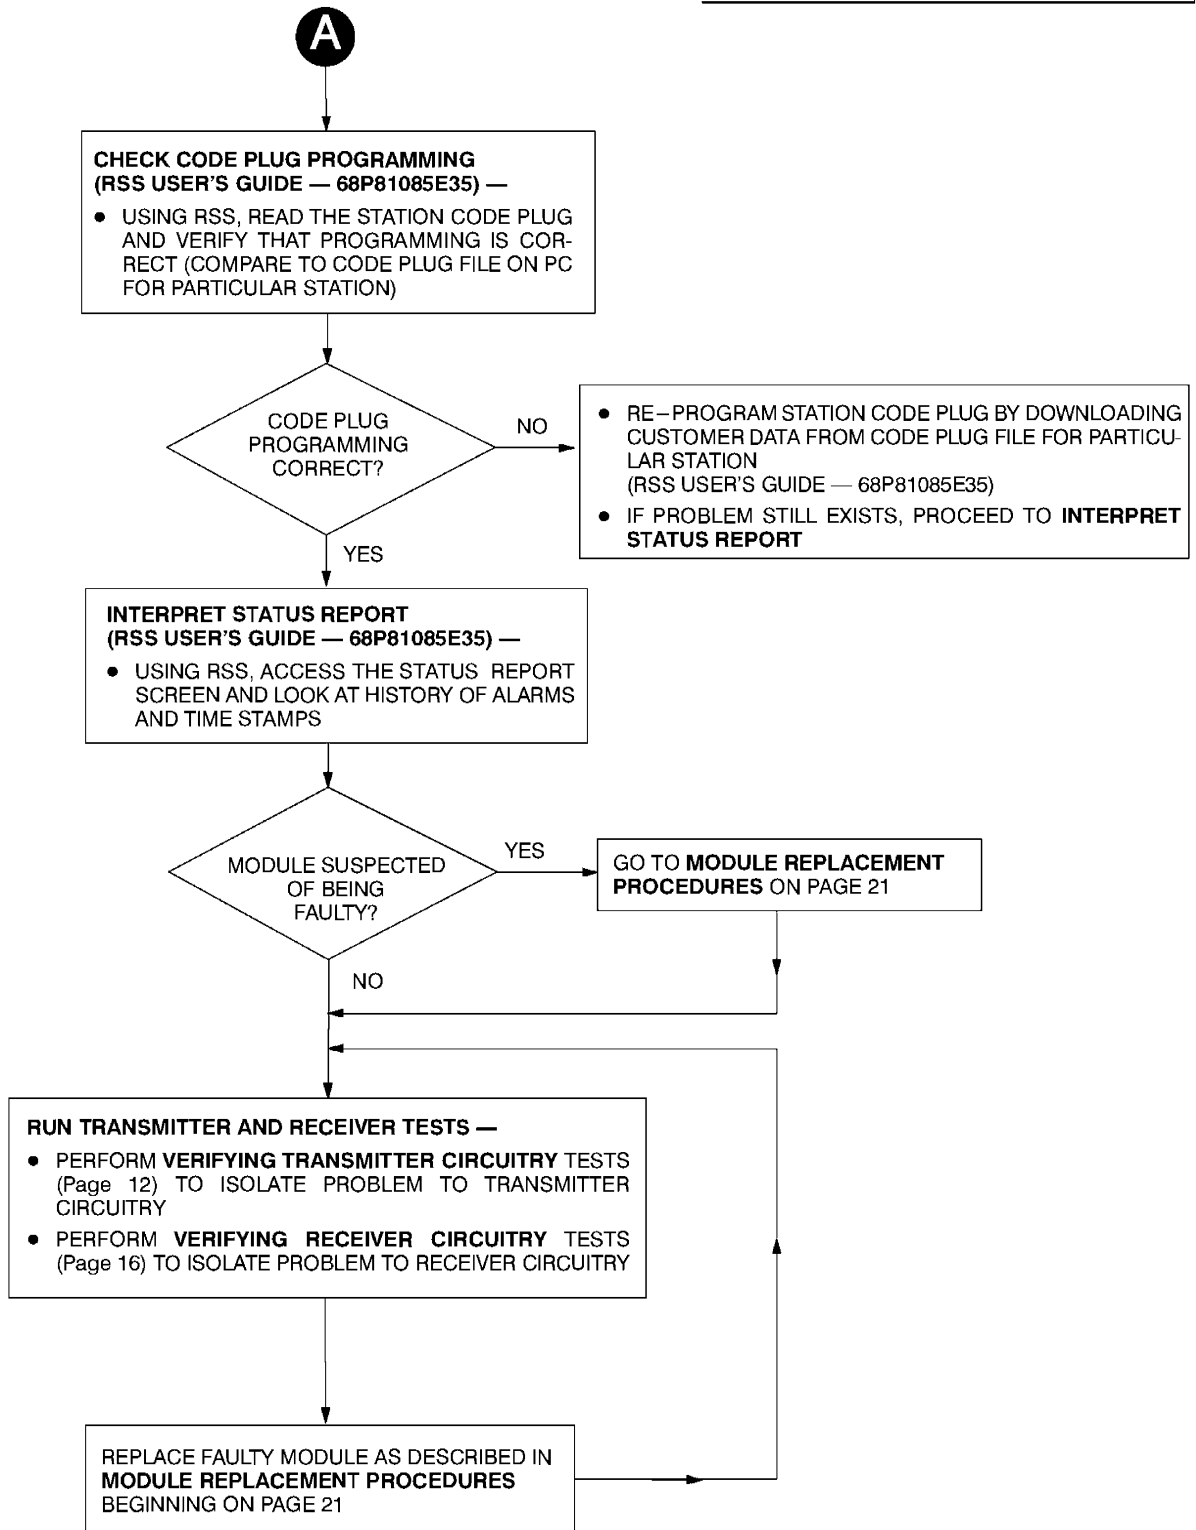 A
CHECK CODE PLUG PROGRAMMING
(RSS USER'S GUIDE — 68P81085E35) —
● USING RSS, READ THE STATION CODE PLUG
AND VERIFY THAT PROGRAMMING IS COR-
RECT (COMPARE TO CODE PLUG FILE ON PC
FOR PARTICULAR STATION)
CODE PLUG
PROGRAMMING
CORRECT?
NO
● RE–PROGRAM STATION CODE PLUG BY DOWNLOADING
CUSTOMER DATA FROM CODE PLUG FILE FOR PARTICU-
LAR STATION
(RSS USER'S GUIDE — 68P81085E35)
● IF PROBLEM STILL EXISTS, PROCEED TO INTERPRET
STATUS REPORT
YES
INTERPRET STATUS REPORT
(RSS USER'S GUIDE — 68P81085E35) —
● USING RSS, ACCESS THE STATUS REPORT
SCREEN AND LOOK AT HISTORY OF ALARMS
AND TIME STAMPS
MODULE SUSPECTED
OF BEING
FAULTY?
YES
GO TO MODULE REPLACEMENT
PROCEDURES ON PAGE 21
NO
RUN TRANSMITTER AND RECEIVER TESTS —
● PERFORM VERIFYING TRANSMITTER CIRCUITRY TESTS
(Page 12) TO ISOLATE PROBLEM TO TRANSMITTER
CIRCUITRY
● PERFORM VERIFYING RECEIVER CIRCUITRY TESTS
(Page 16) TO ISOLATE PROBLEM TO RECEIVER CIRCUITRY
REPLACE FAULTY MODULE AS DESCRIBED IN
MODULE REPLACEMENT PROCEDURES
BEGINNING ON PAGE 21